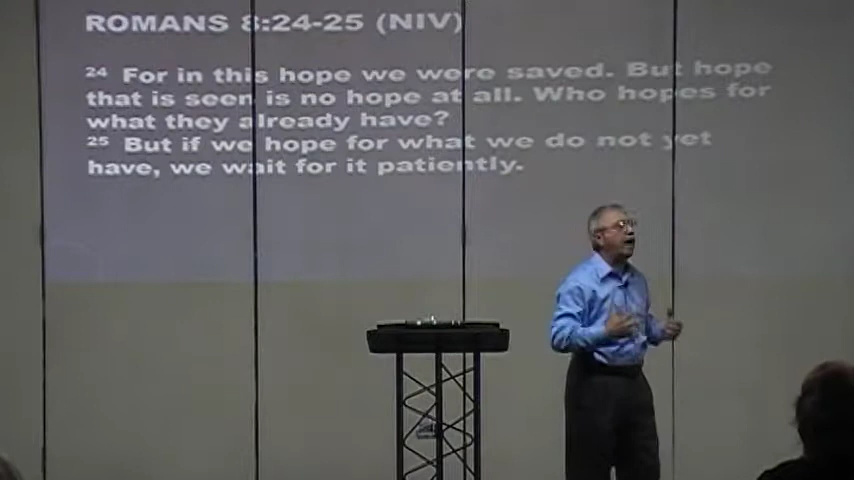 ROMANS 8:24-25 (NIV)
24 For in this hope we were saved. But hope
that is seen is no hope at all. Who hopes for
what they already have?
25 But if we hope for what we do not yet
have, we wait for it patiently.